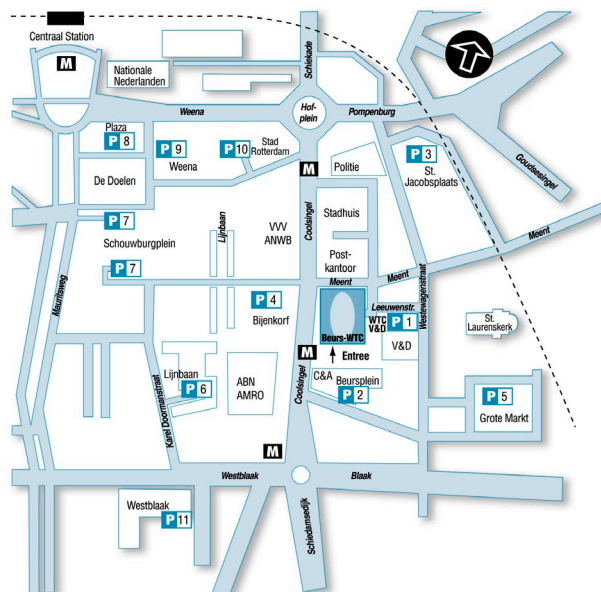 Centraal Station
M
Nationale
Nederlanden
Schiekade
Weena
Hof-
plein
Pompenburg
Plaza
P 8
P 9
Weena
P 10
Stad
Rotterdam
M
Politie
P 3
St.
Jacobsplaats
Goudsesingel
De Doelen
P 7
Schouwburgplein
Lijnbaan
VVV
ANWB
Coolsingel
Stadhuis
Post-
kantoor
Meent
Meent
Meent
Mauritsweg
P 7
P 4
Bijenkorf
Leeuwenstr.
WTC
V&D
P 1
V&D
Westewagenstraat
St.
Laurenskerk
Beurs-WTC
M
Entree
C&A
Beursplein
P 2
Lijnbaan
P 6
Karel Doormanstraat
ABN
AMRO
Coolsingel
P 5
Grote Markt
M
Westblaak
Blaak
Westblaak
P 11
Schiedamsedijk